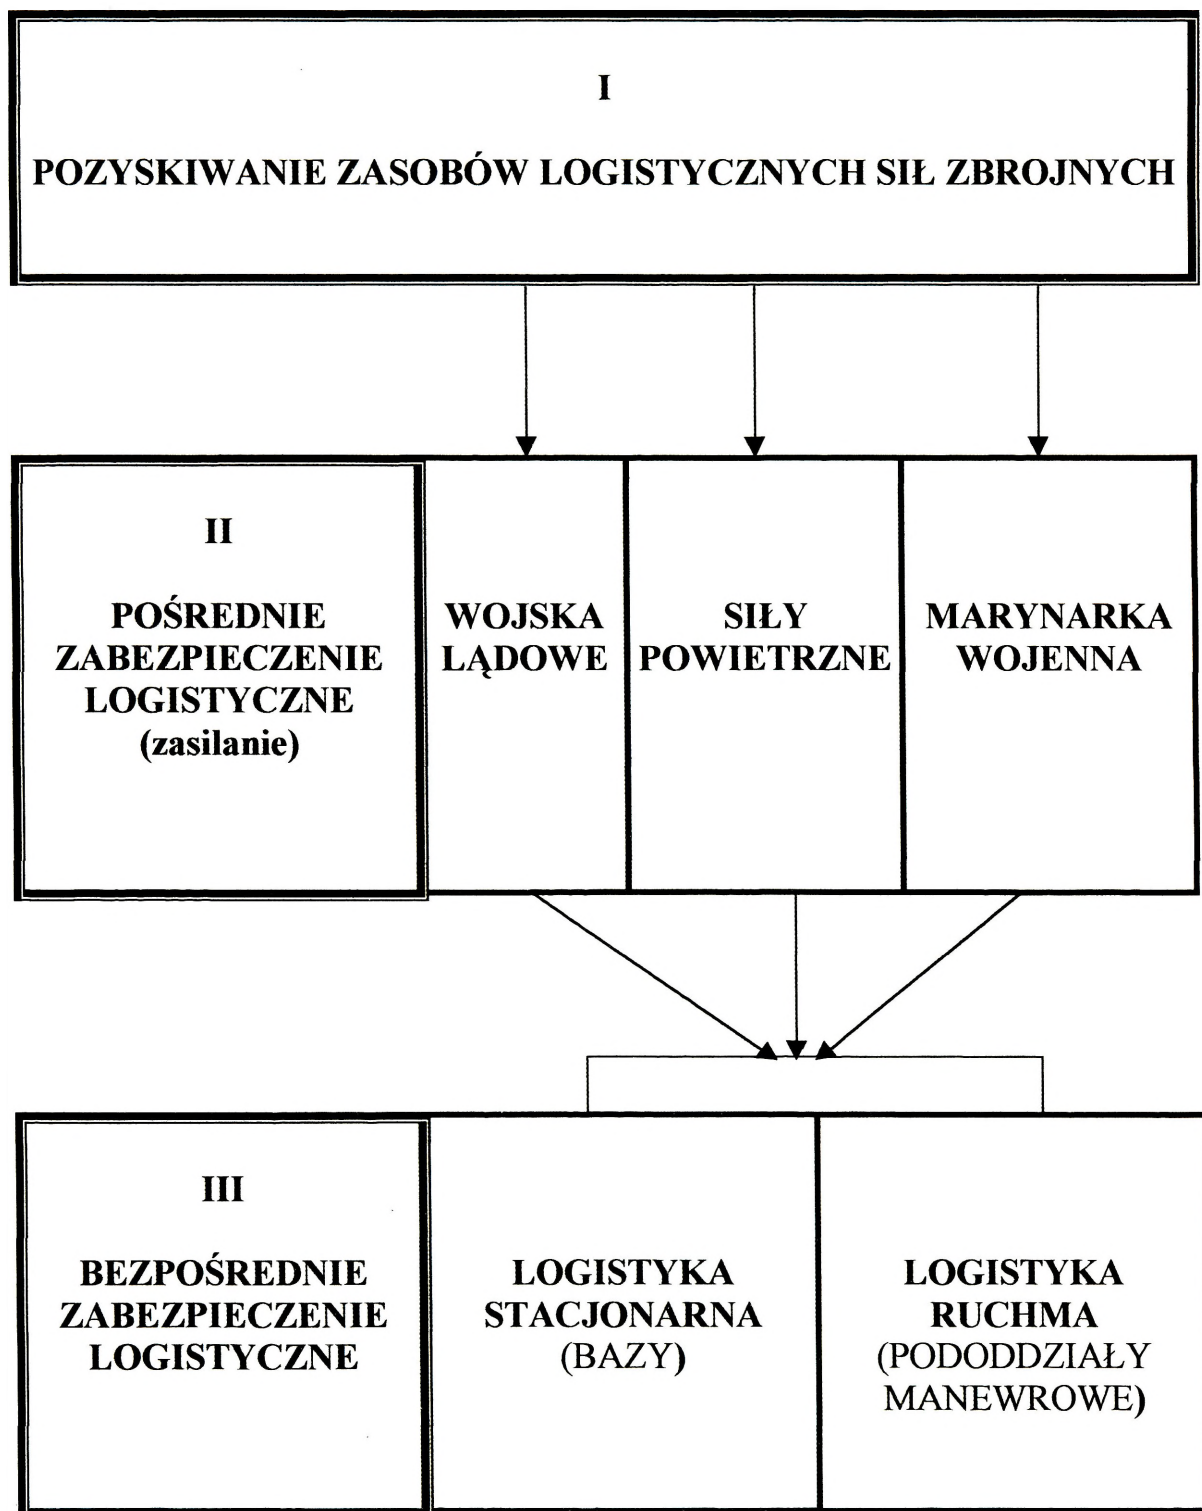 I
POZYSKIWANIE ZASOBÓW LOGISTYCZNYCH SIŁ ZBROJNYCH
II
POŚREDNIE
ZABEZPIECZENIE
LOGISTYCZNE
(zasilanie)
WOJSKA
LĄDOWE
SIŁY
POWIETRZNE
MARYNARKA
WOJENNA
III
BEZPOŚREDNIE
ZABEZPIECZENIE
LOGISTYCZNE
LOGISTYKA
STACJONARNA
(BAZY)
LOGISTYKA
RUCHMA
(PODODDZIAŁY
MANEWROWE)